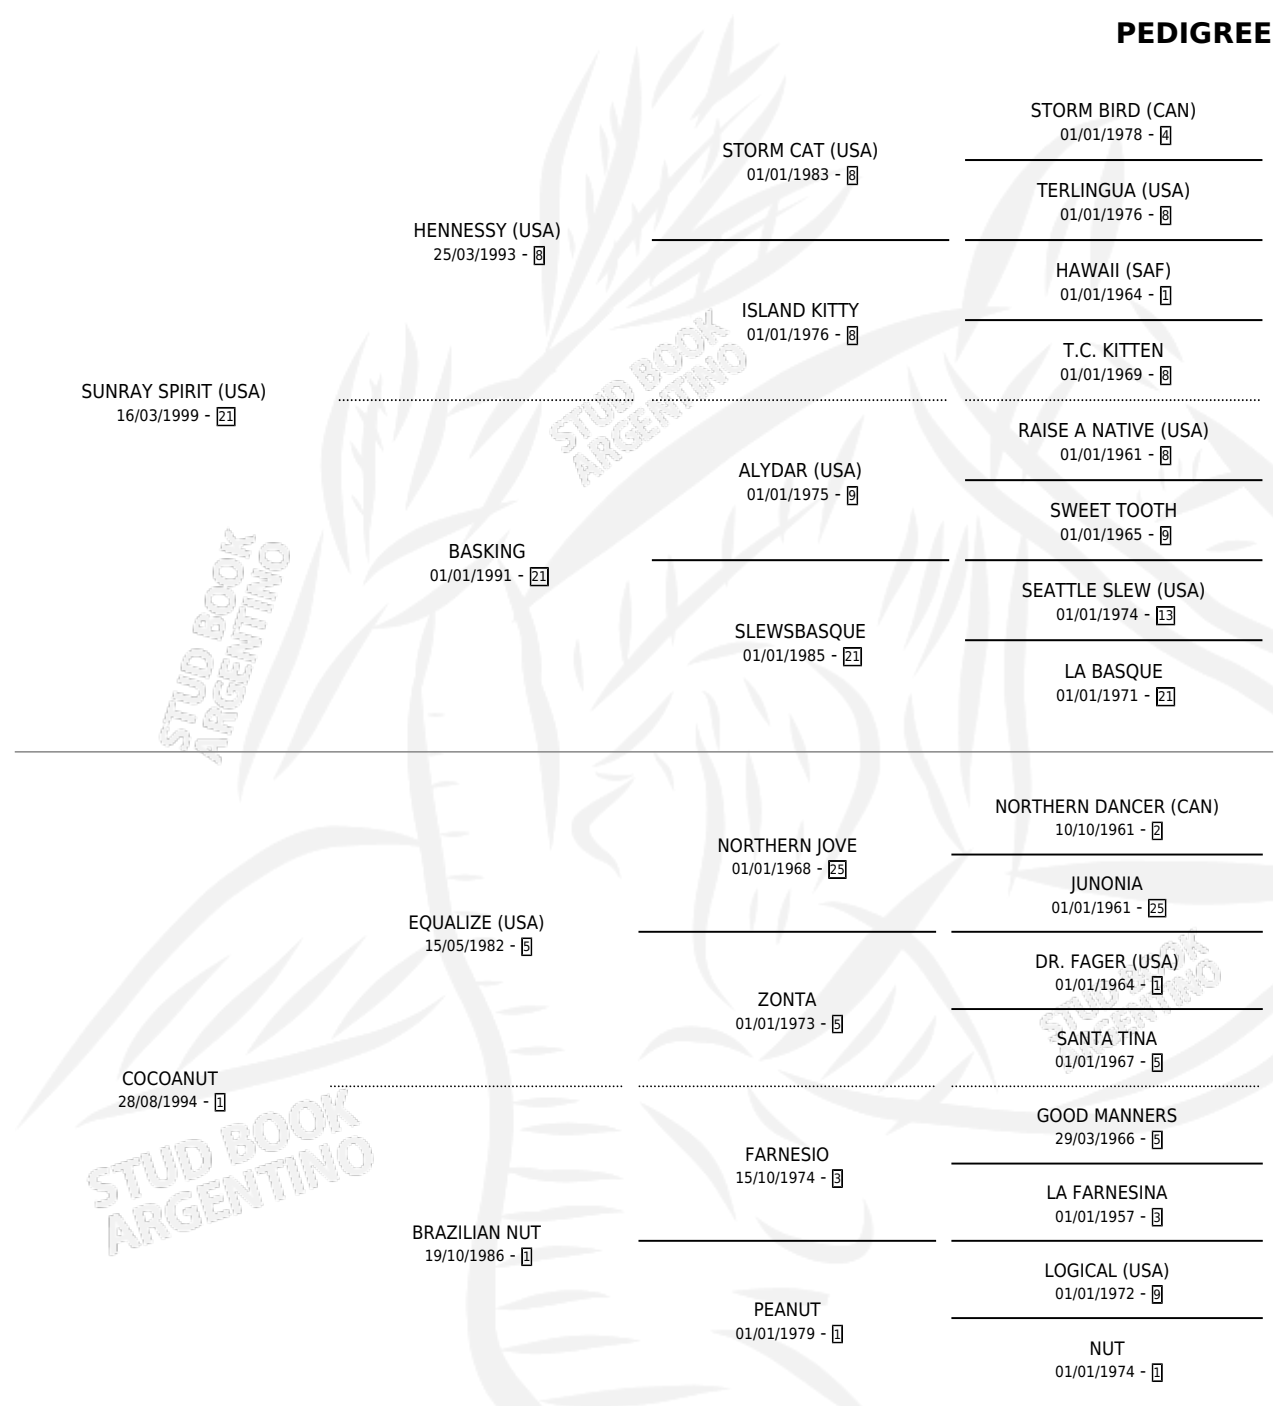 PEDIGREE
STORM BIRD (CAN)
01/01/1978 - 4
STORM CAT (USA)
01/01/1983 - 8
TERLINGUA (USA)
01/01/1976 - 8
HENNESSY (USA)
25/03/1993 - 8
HAWAII (SAF)
01/01/1964 - 1
ISLAND KITTY
01/01/1976 - 8
T.C. KITTEN
01/01/1969 - 8
SUNRAY SPIRIT (USA)
16/03/1999 - 21
STUD BOOK
ARGENTINO
RAISE A NATIVE (USA)
01/01/1961 - 8
ALYDAR (USA)
01/01/1975 - 9
SWEET TOOTH
01/01/1965 - 9
BASKING
01/01/1991 - 21
SEATTLE SLEW (USA)
01/01/1974 - 13
SLEWSBASQUE
01/01/1985 - 21
LA BASQUE
01/01/1971 - 21
STUD BOOK
ARGENTINO
NORTHERN DANCER (CAN)
10/10/1961 - 2
NORTHERN JOVE
01/01/1968 - 25
JUNONIA
01/01/1961 - 25
EQUALIZE (USA)
15/05/1982 - 5
DR. FAGER (USA)
01/01/1964 - 1
ZONTA
01/01/1973 - 5
STUD BOOK
ARGENTINO
SANTA TINA
01/01/1967 - 5
COCOANUT
28/08/1994 - 1
STUD BOOK
ARGENTINO
GOOD MANNERS
29/03/1966 - 5
FARNESIO
15/10/1974 - 3
LA FARNESINA
01/01/1957 - 3
BRAZILIAN NUT
19/10/1986 - 1
LOGICAL (USA)
01/01/1972 - 9
PEANUT
01/01/1979 - 1
NUT
01/01/1974 - 1